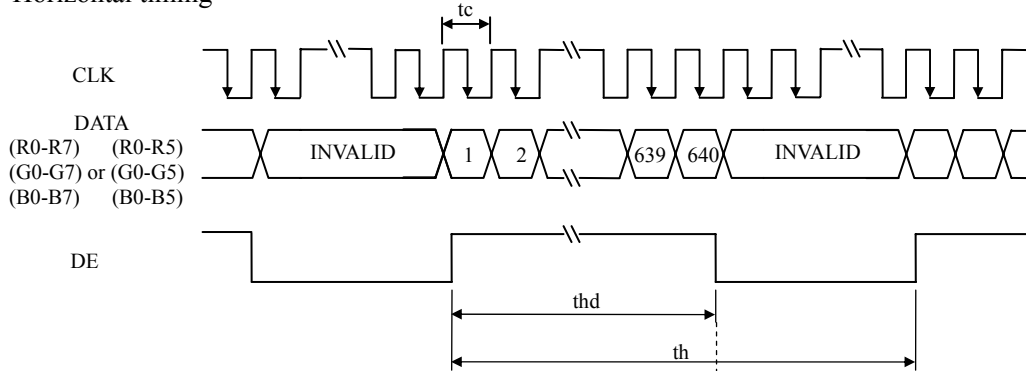 Horizontal timing
tc
CLK
DATA
(R0-R7) (R0-R5)
(G0-G7) or (G0-G5)
(B0-B7) (B0-B5)
INVALID 1 2 639 640 INVALID
DE
thd
th